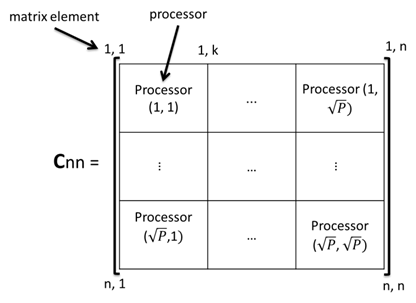 matrix element
processor
1, 1
1, k
1, n
Processor
(1, 1)
...
Processor (1,
√P)
Cnn =
⋮
...
⋮
Processor
(√P,1)
...
Processor
(√P, √P)
n, 1
n, n